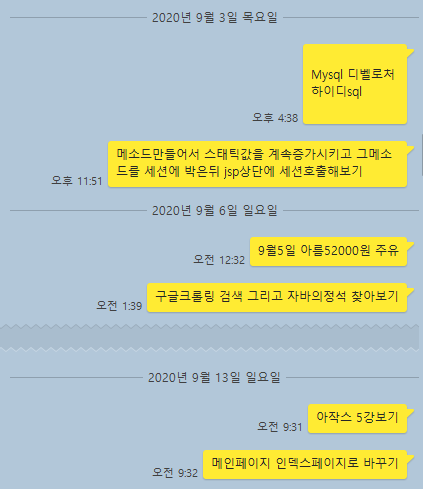 2020년 9월 3일 목요일
Mysql 디벨로처
하이디sql
오후 4:38
메소드만들어서 스태틱값을 계속증가시키고 그메소
드를 세션에 박은뒤 jsp상단에 세션호출해보기
오후 11:51
2020년 9월 6일 일요일
9월5일 아름52000원 주유
오전 12:32
구글크롤링 검색 그리고 자바의정석 찾아보기
오전 1:39
2020년 9월 13일 일요일
아작스 5강보기
오전 9:31
메인페이지 인덱스페이지로 바꾸기
오전 9:32